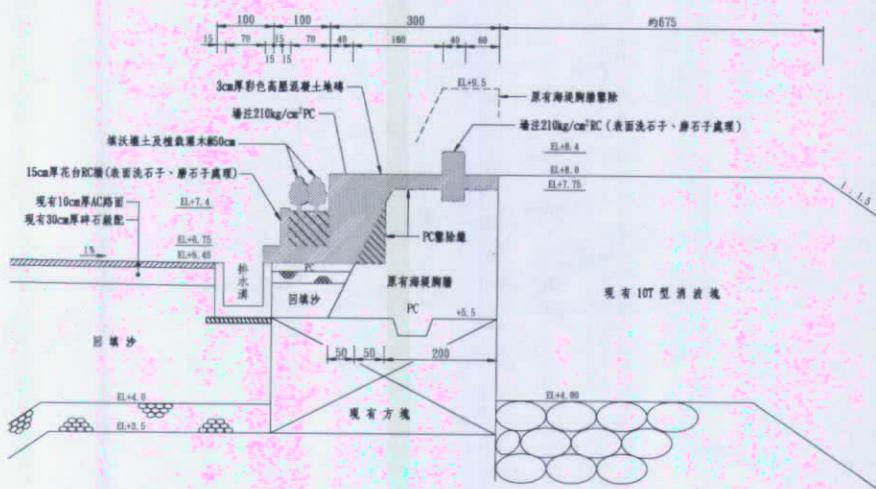 100 100 300 約675
15 70 15 70 40 160 40 60
15 15
3cm厚彩色高壓混凝土地磚
EL+9.5
原有海堤胸牆鑿除
場注210kg/cm²PC
場注210kg/cm²RC (表面洗石子、磨石子處理)
填沃壤土及植栽灌木@50cm
EL+8.4
EL+8.0
EL+7.75
15cm厚花台RC牆(表面洗石子、磨石子處理)
現有10cm厚AC路面
EL+7.4
1:1.5
現有30cm厚碎石級配
PC鑿除線
EL+6.75
1%
EL+6.45
排水溝
PC
原有海堤胸牆
PC
回填沙
現有10T型消波塊
+5.5
回填沙
50 50 200
EL+4.0
EL+4.00
現有方塊
EL+3.5